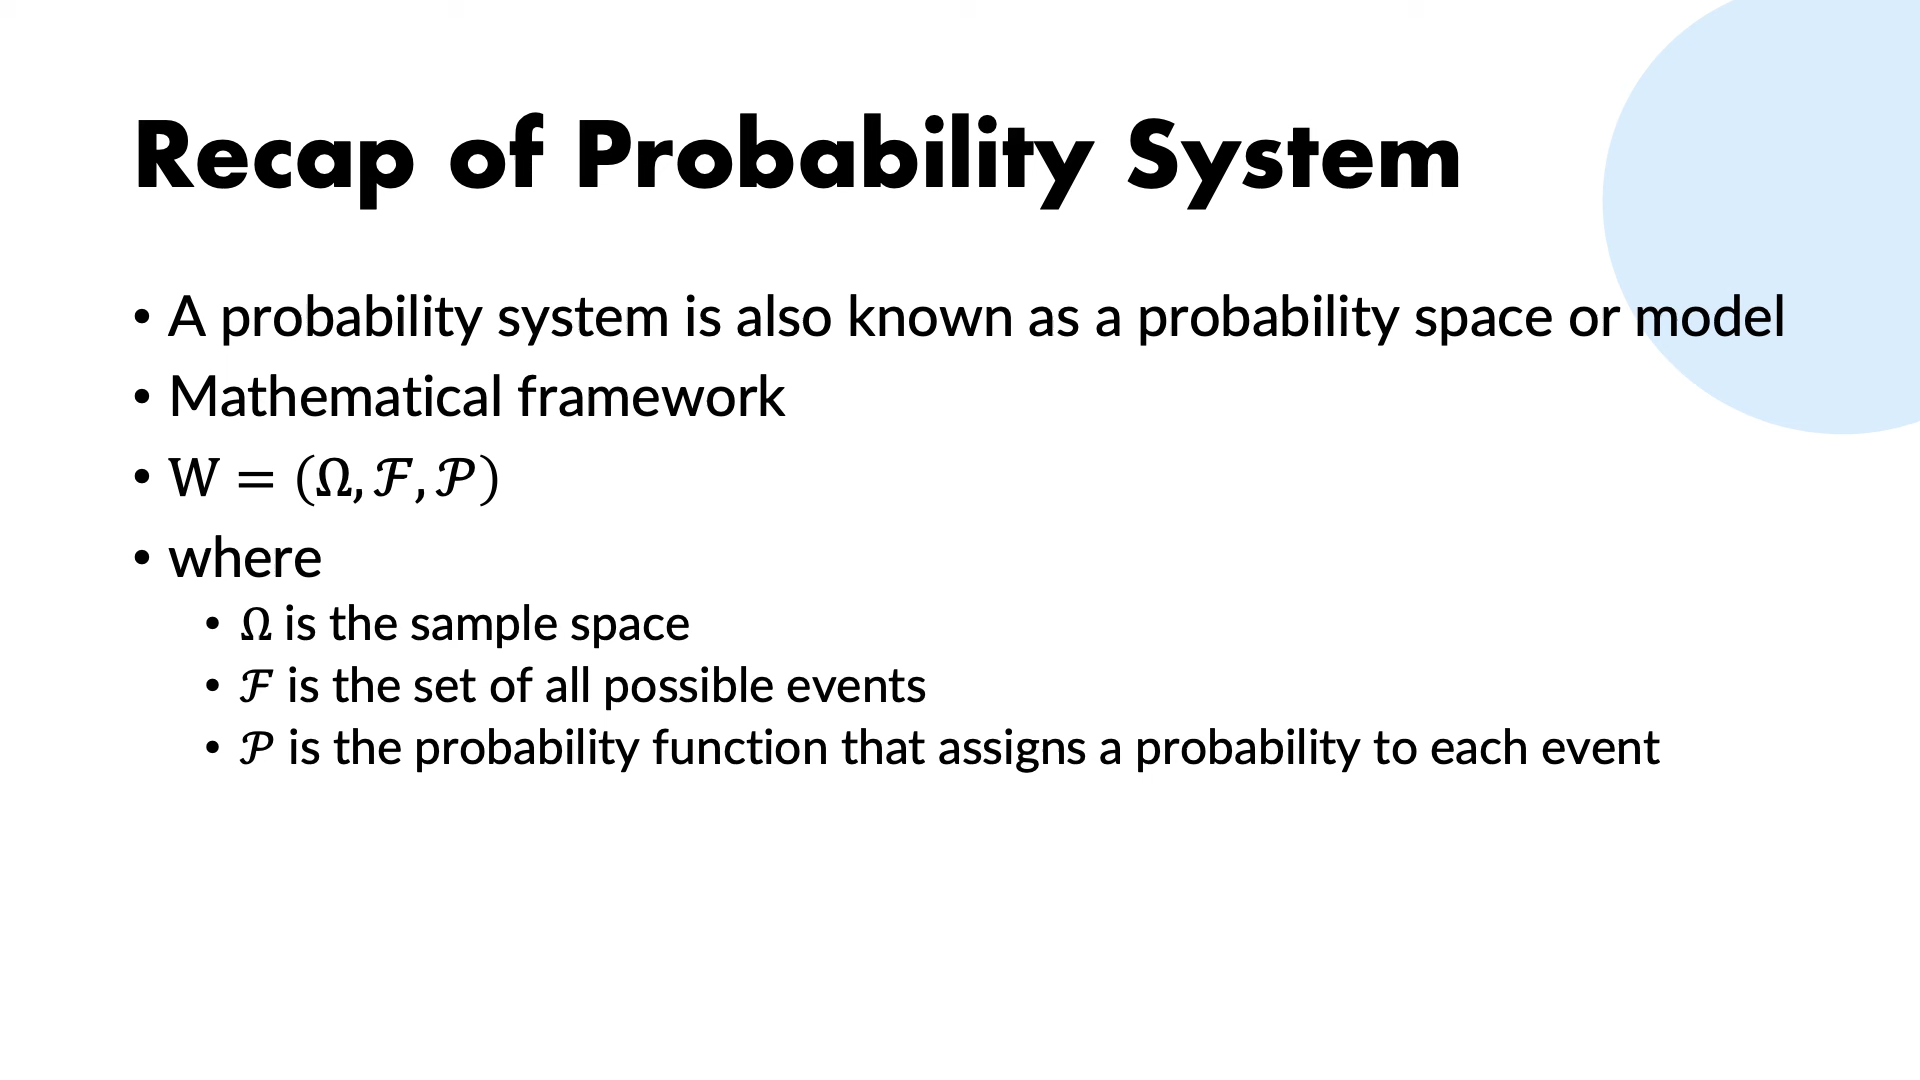 Recap of Probability System
• A probability system is also known as a probability space or model
• Mathematical framework
• W = (Ω, ℱ, 𝒫)
• where
• Ω is the sample space
• ℱ is the set of all possible events
• 𝒫 is the probability function that assigns a probability to each event